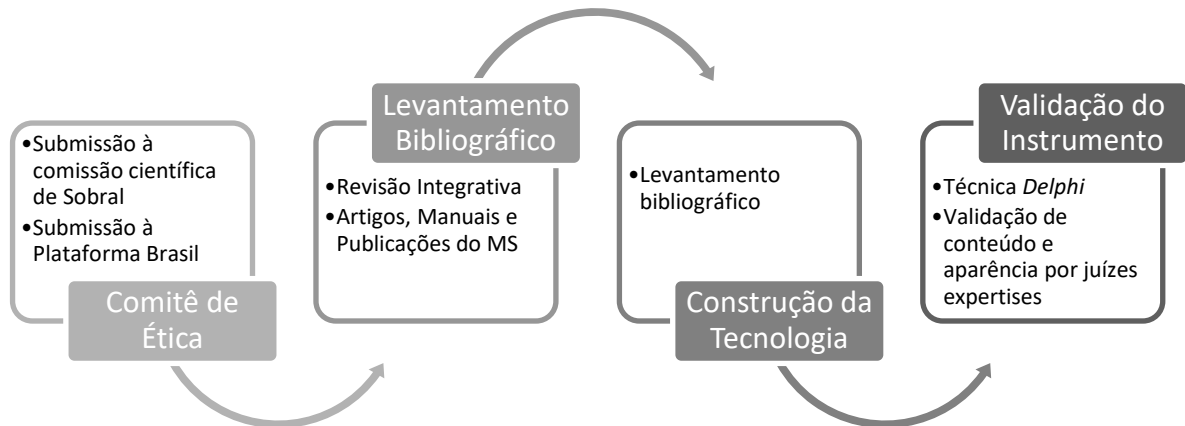 •Submissão à
comissão científica
de Sobral
•Submissão à
Plataforma Brasil
Comitê de
Ética
Levantamento
Bibliográfico
•Revisão Integrativa
•Artigos, Manuais e
Publicações do MS
•Levantamento
bibliográfico
Construção da
Tecnologia
Validação do
Instrumento
•Técnica Delphi
•Validação de
conteúdo e
aparência por juízes
expertises